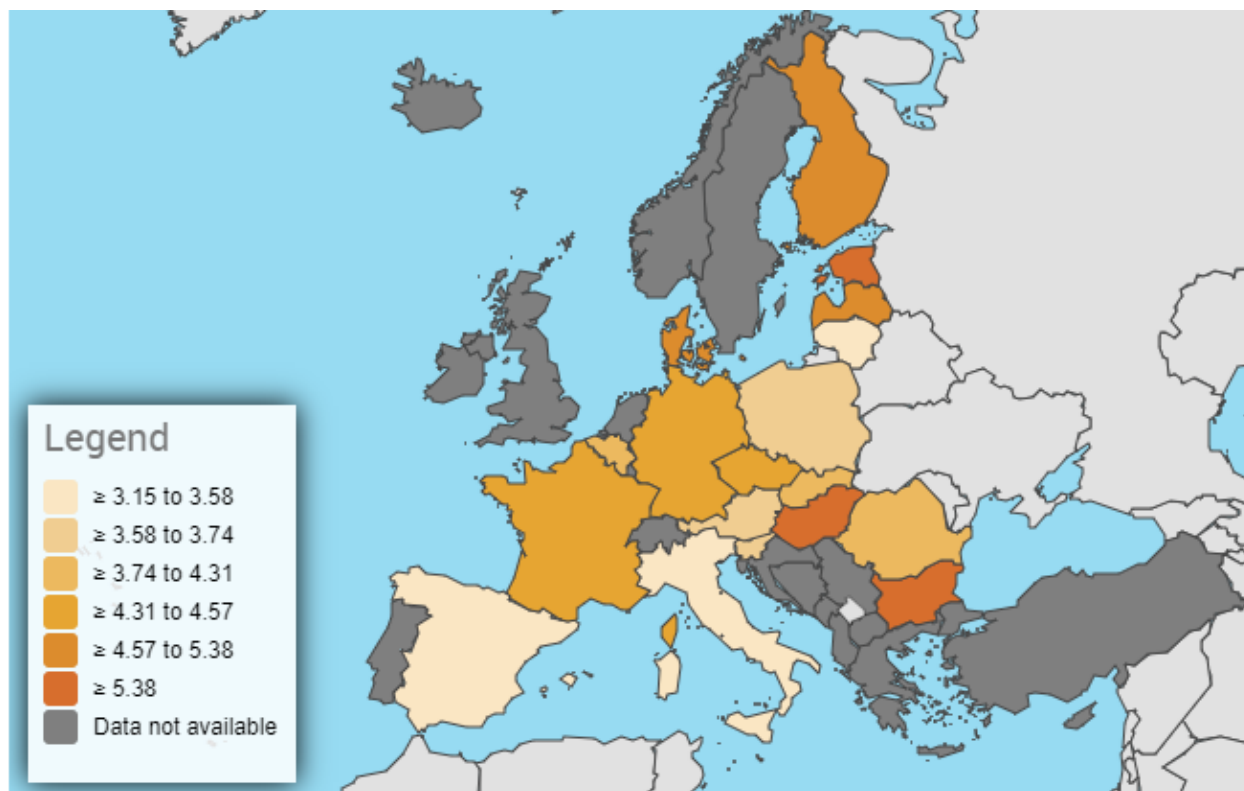 Legend
≥ 3.15 to 3.58
≥ 3.58 to 3.74
≥ 3.74 to 4.31
≥ 4.31 to 4.57
≥ 4.57 to 5.38
≥ 5.38
Data not available